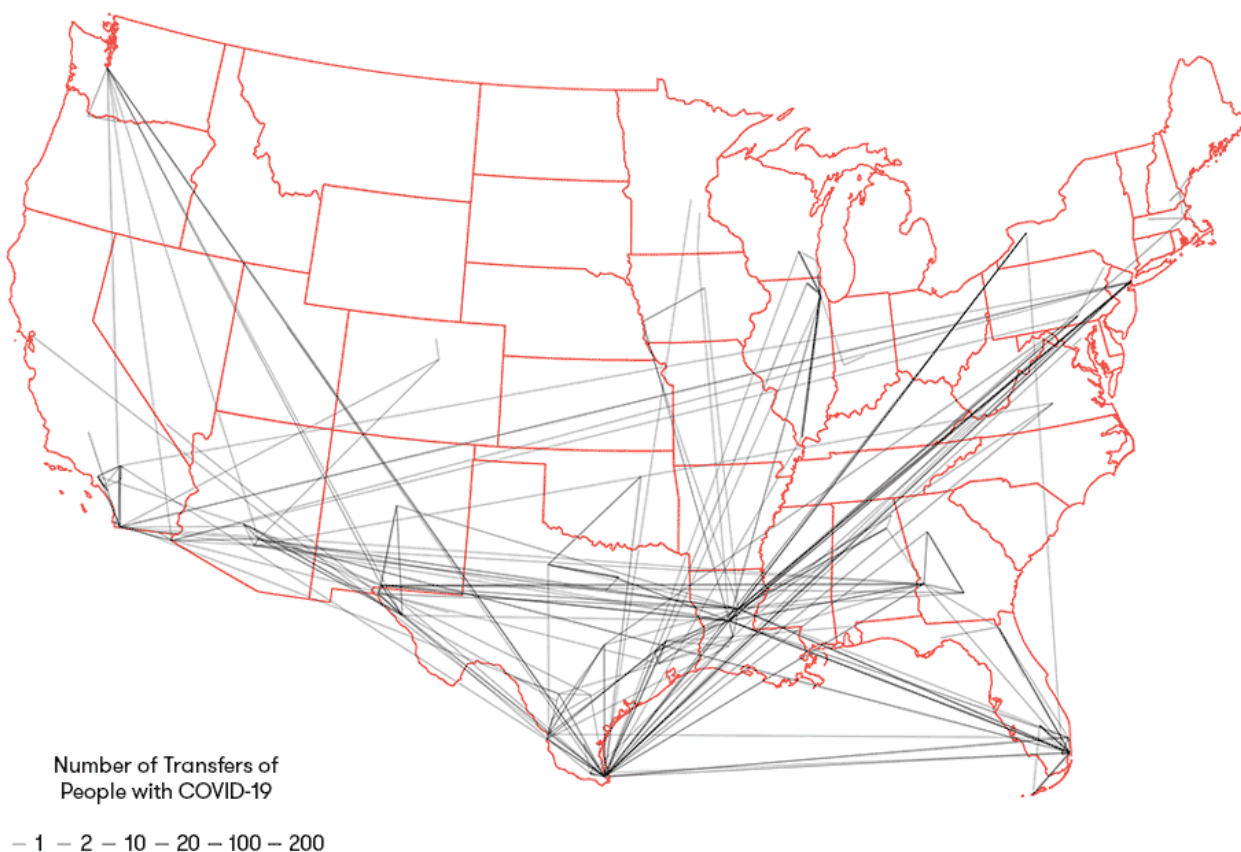 Number of Transfers of
People with COVID-19
– 1 – 2 – 10 – 20 – 100 – 200